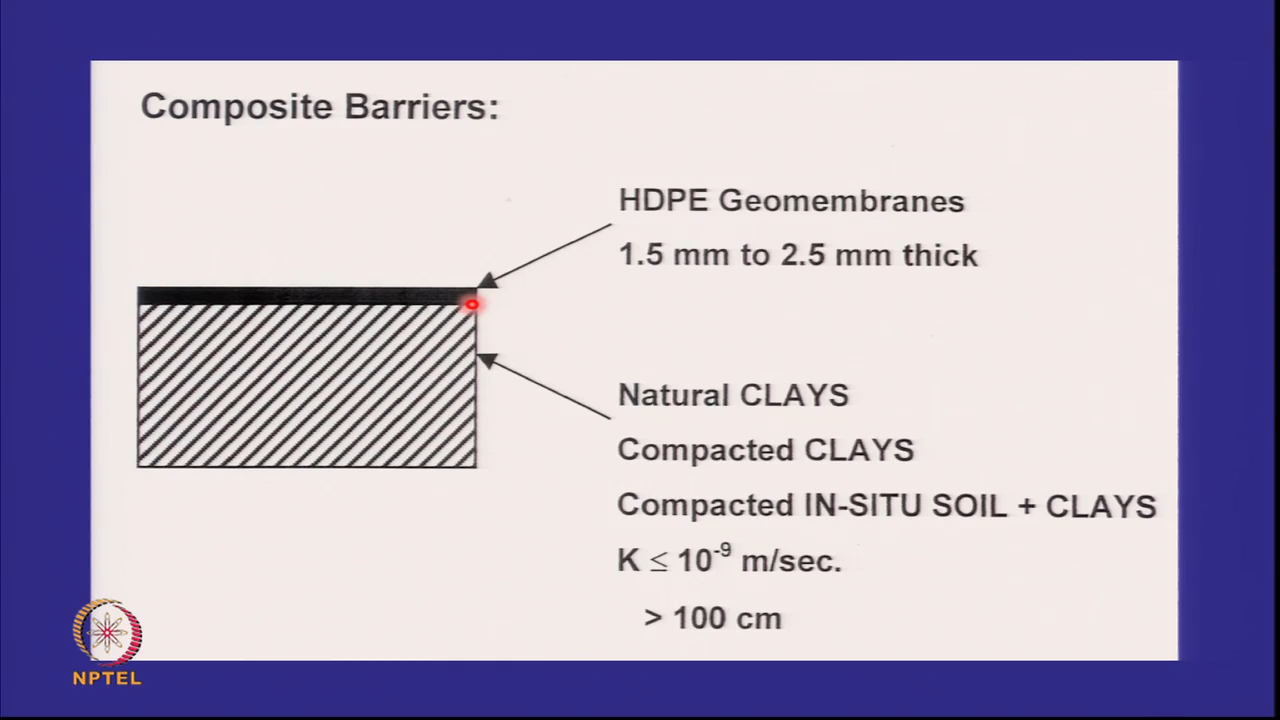 Composite Barriers:
HDPE Geomembranes
1.5 mm to 2.5 mm thick
Natural CLAYS
Compacted CLAYS
Compacted IN-SITU SOIL + CLAYS
K ≤ 10⁻⁹ m/sec.
> 100 cm
NPTEL